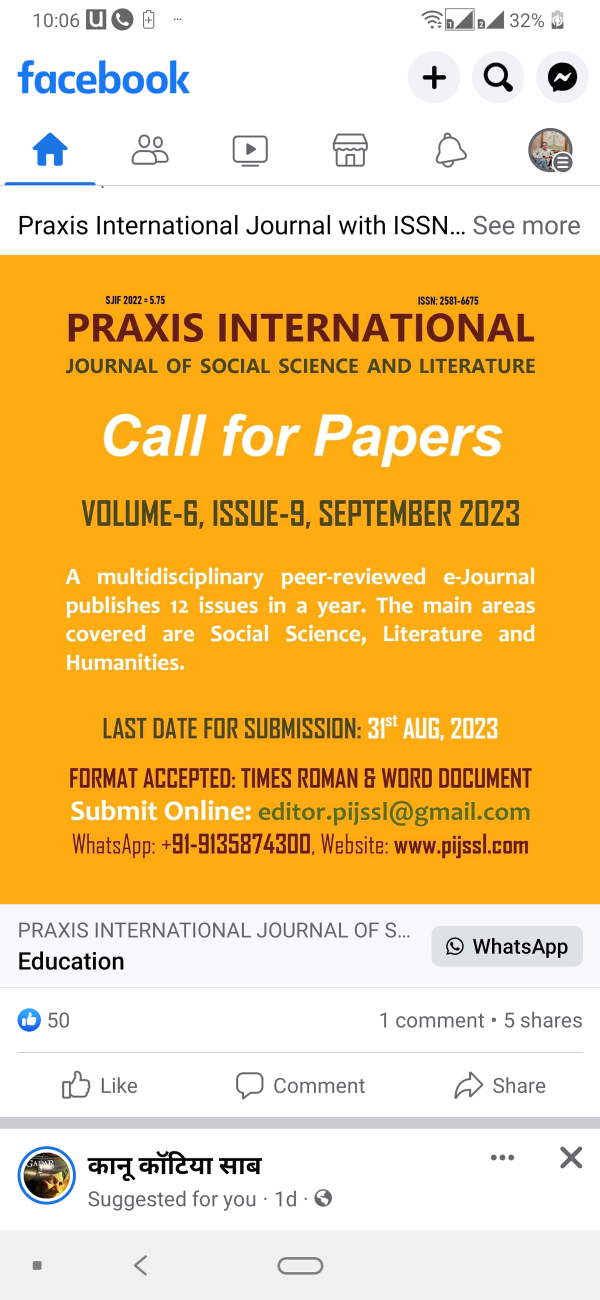 10:06 U ... 1 2 32%
facebook
Praxis International Journal with ISSN... See more
SJIF 2022 = 5.75 ISSN: 2581-6675
PRAXIS INTERNATIONAL
JOURNAL OF SOCIAL SCIENCE AND LITERATURE
Call for Papers
VOLUME-6, ISSUE-9, SEPTEMBER 2023
A multidisciplinary peer-reviewed e-Journal
publishes 12 issues in a year. The main areas
covered are Social Science, Literature and
Humanities.
LAST DATE FOR SUBMISSION: 31st AUG, 2023
FORMAT ACCEPTED: TIMES ROMAN & WORD DOCUMENT
Submit Online: editor.pijssl@gmail.com
WhatsApp: +91-9135874300, Website: www.pijssl.com
PRAXIS INTERNATIONAL JOURNAL OF S...
Education
WhatsApp
50 1 comment • 5 shares
Like Comment Share
GADAR
कानू कॉटिया साब
Suggested for you · 1d ·